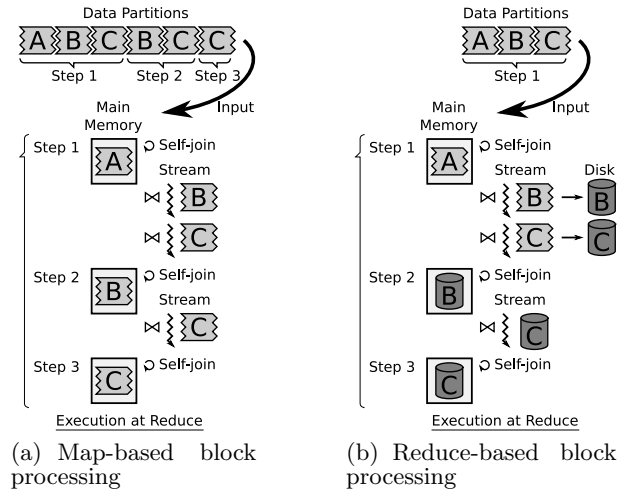 Data Partitions
A B C B C C
Step 1 Step 2 Step 3
Input
Main
Memory
Step 1
A
Self-join
Stream
B
C
Step 2
B
Self-join
Stream
C
Step 3
C
Self-join
Execution at Reduce
(a) Map-based block
processing
Data Partitions
A B C
Step 1
Input
Main
Memory
Step 1
A
Self-join
Stream Disk
B B
C C
Step 2
B
Self-join
Stream
C
Step 3
C
Self-join
Execution at Reduce
(b) Reduce-based block
processing